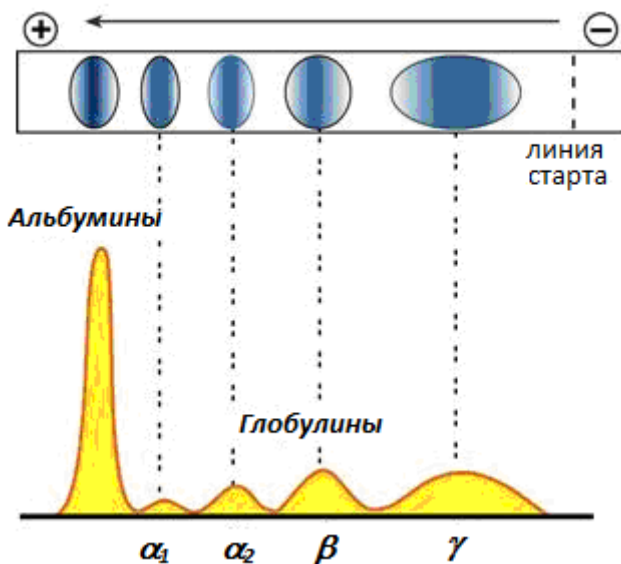 + −
линия
старта
Альбумины
Глобулины
α1 α2 β γ